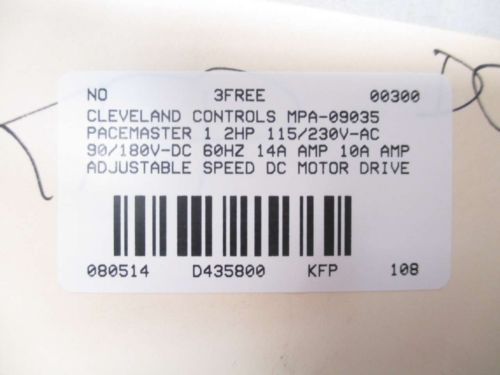 NO 3FREE 00300
CLEVELAND CONTROLS MPA-09035
PACEMASTER 1 2HP 115/230V-AC
90/180V-DC 60HZ 14A AMP 10A AMP
ADJUSTABLE SPEED DC MOTOR DRIVE
080514 D435800 KFP 108